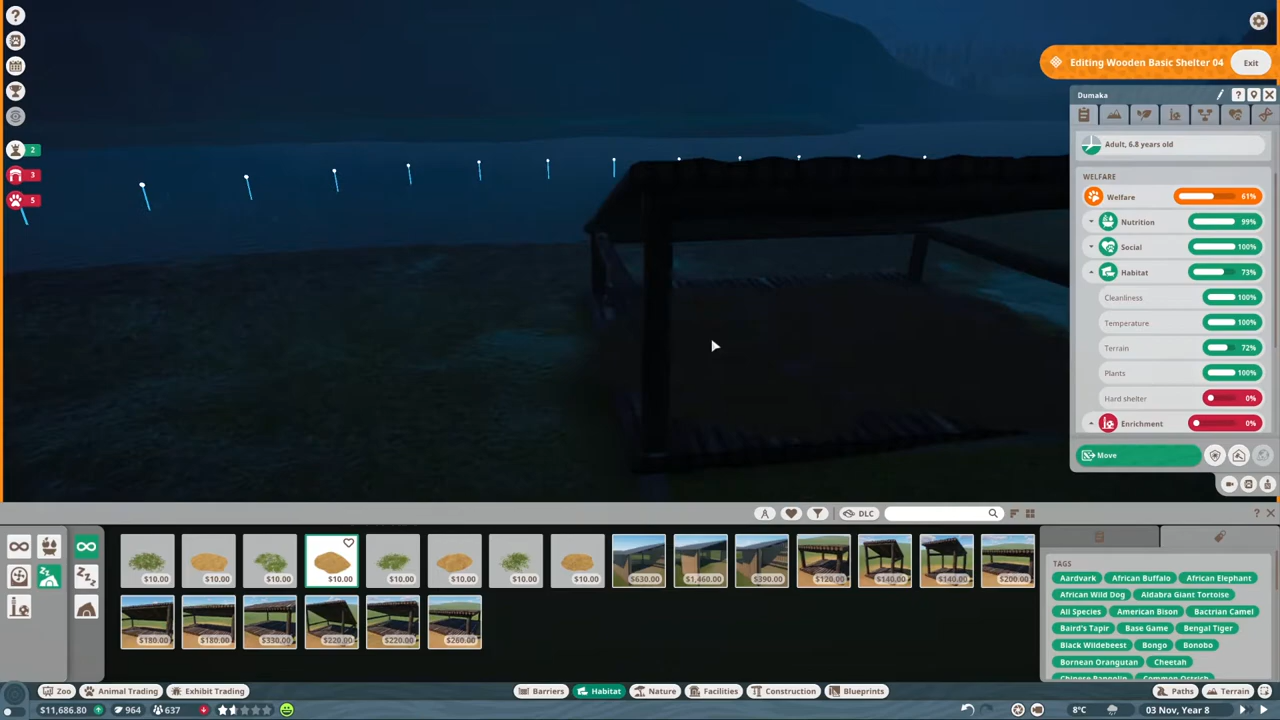 Editing Wooden Basic Shelter 04
Exit
Dumaka
?
Adult, 6.8 years old
WELFARE
Welfare 61%
Nutrition 99%
Social 100%
Habitat 73%
Cleanliness 100%
Temperature 100%
Terrain 72%
Plants 100%
Hard shelter 0%
Enrichment 0%
Move
?
2
3
5
DLC
?
$10.00 $10.00 $10.00 $10.00 $10.00 $10.00 $10.00 $10.00 $630.00 $1,460.00 $390.00 $120.00 $140.00 $140.00 $200.00
$180.00 $180.00 $330.00 $220.00 $220.00 $260.00
TAGS
Aardvark African Buffalo African Elephant
African Wild Dog Aldabra Giant Tortoise
All Species American Bison Bactrian Camel
Baird's Tapir Base Game Bengal Tiger
Black Wildebeest Bongo Bonobo
Bornean Orangutan Cheetah
Chinese Pangolin Common Ostrich
Zoo Animal Trading Exhibit Trading Barriers Habitat Nature Facilities Construction Blueprints Paths Terrain
$11,686.80 964 637 8°C 03 Nov, Year 8